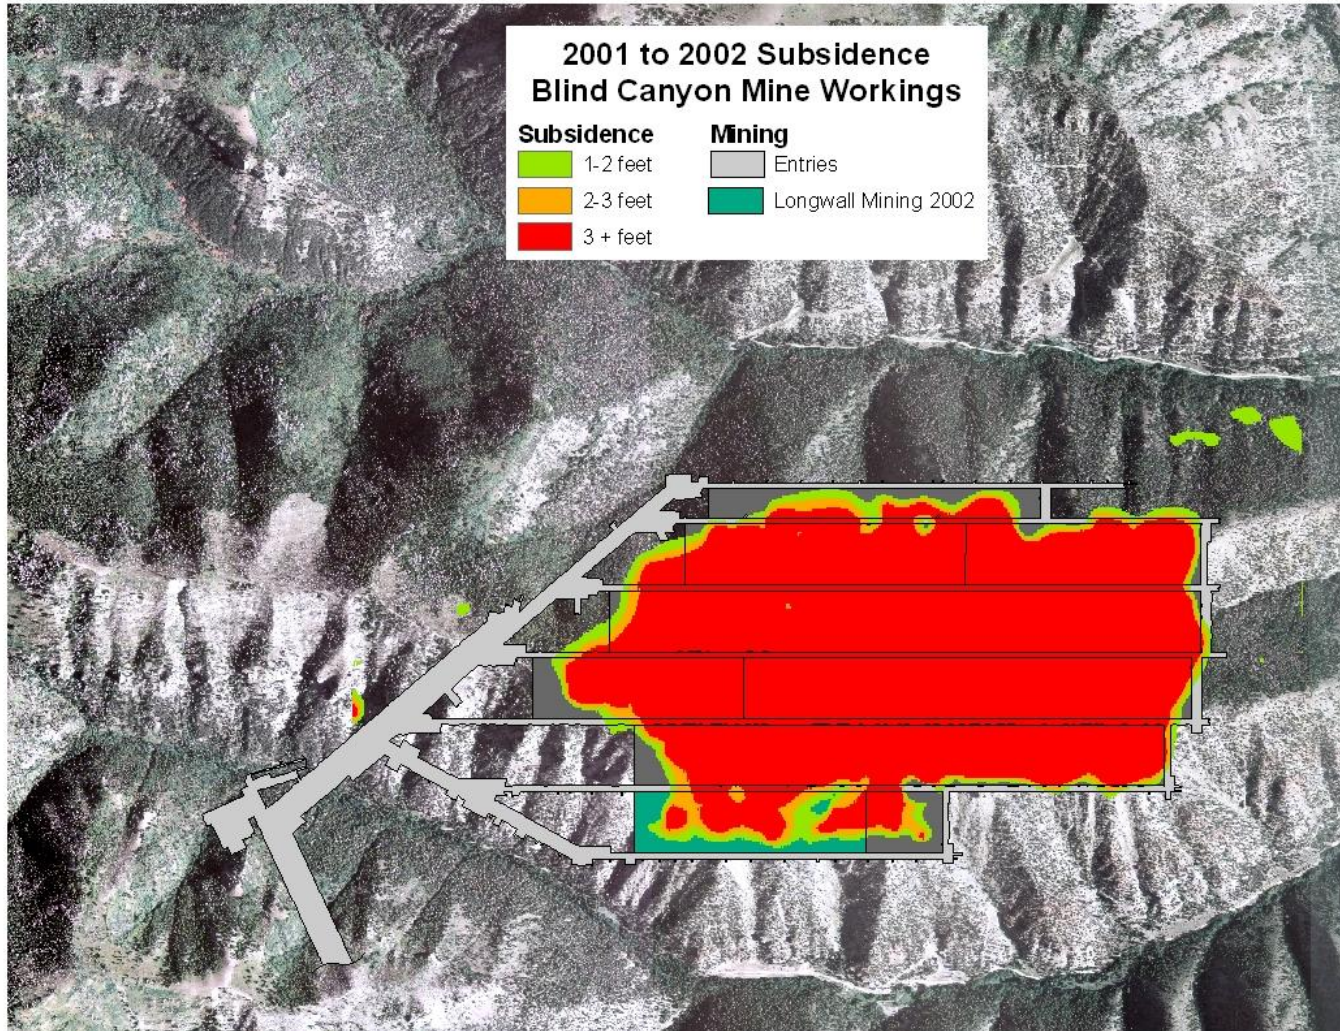 2001 to 2002 Subsidence
Blind Canyon Mine Workings
Subsidence
1-2 feet
2-3 feet
3 + feet
Mining
Entries
Longwall Mining 2002